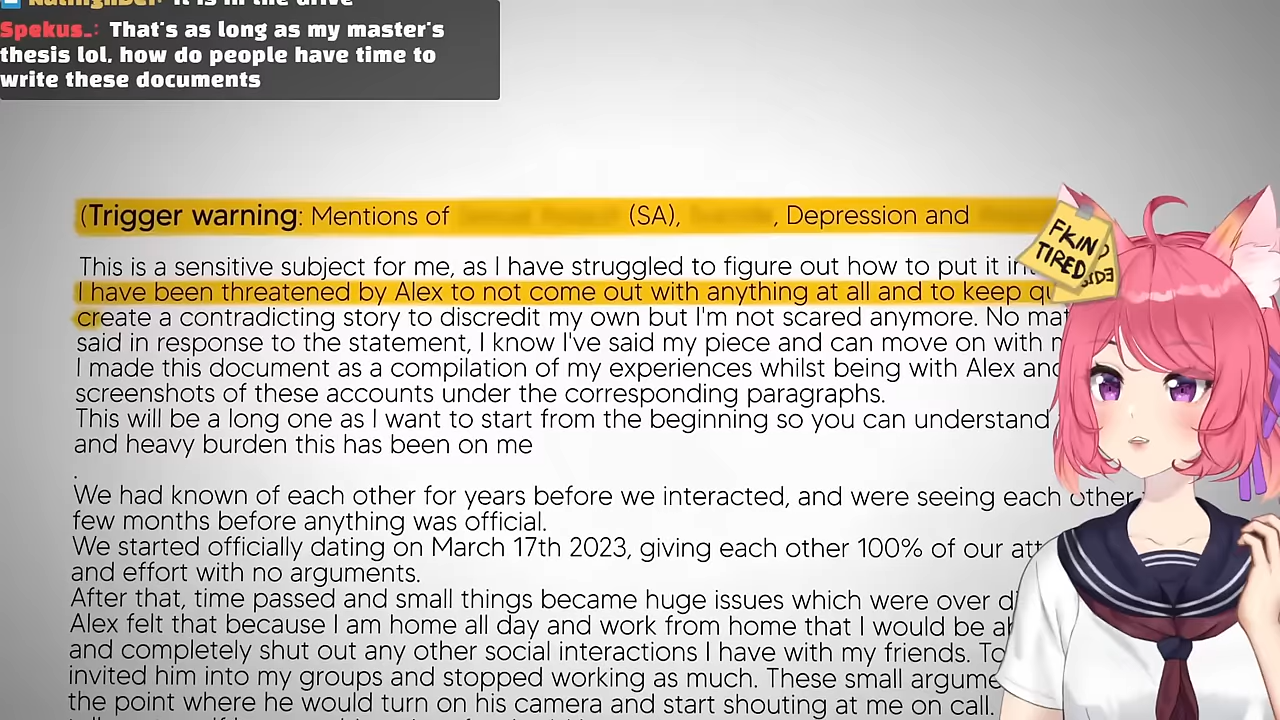 It is in the drive
Spekus_: That's as long as my master's
thesis lol, how do people have time to
write these documents
(Trigger warning: Mentions of (SA), , Depression and
This is a sensitive subject for me, as I have struggled to figure out how to put it
I have been threatened by Alex to not come out with anything at all and to keep
create a contradicting story to discredit my own but I'm not scared anymore. No
said in response to the statement, I know I've said my piece and can move on with
I made this document as a compilation of my experiences whilst being with Alex
screenshots of these accounts under the corresponding paragraphs.
This will be a long one as I want to start from the beginning so you can understand
and heavy burden this has been on me
.
We had known of each other for years before we interacted, and were seeing each other
few months before anything was official.
We started officially dating on March 17th 2023, giving each other 100% of our
and effort with no arguments.
After that, time passed and small things became huge issues which were over
Alex felt that because I am home all day and work from home that I would be
and completely shut out any other social interactions I have with my friends.
invited him into my groups and stopped working as much. These small
the point where he would turn on his camera and start shouting at me on call.
FKIN
TIRED